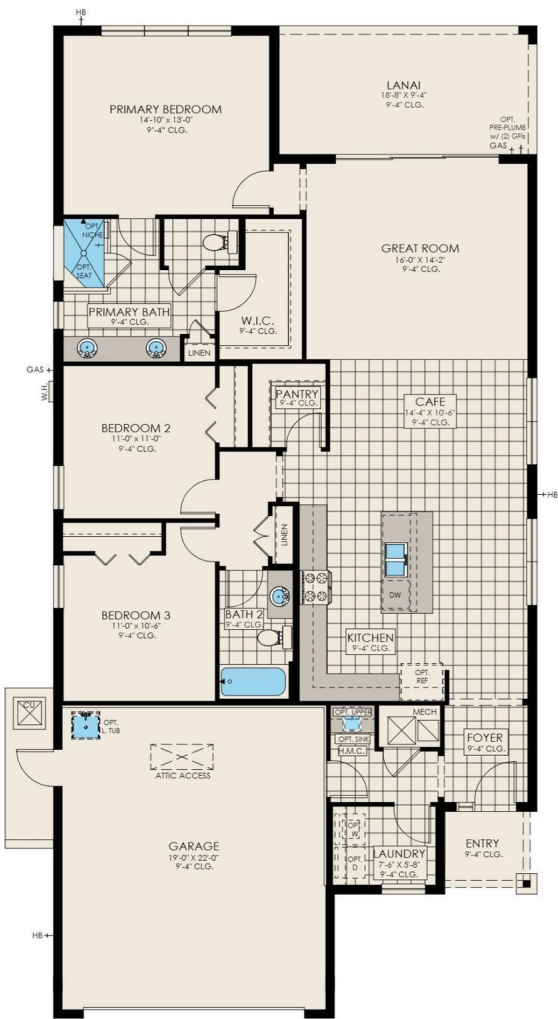 HB
PRIMARY BEDROOM
14'-10" x 13'-0"
9'-4" CLG.
LANAI
18'-8" X 9'-4"
9'-4" CLG.
OPT.
PRE-PLUMB
w/ (2) GFIs
GAS
GREAT ROOM
16'-0" X 14'-2"
9'-4" CLG.
OPT.
NICHE
OPT.
SEAT
PRIMARY BATH
9'-4" CLG.
W.I.C.
9'-4" CLG.
LINEN
GAS
W.H.
PANTRY
9'-4" CLG.
CAFE
14'-4" X 10'-6"
9'-4" CLG.
BEDROOM 2
11'-0" x 11'-0"
9'-4" CLG.
HB
LINEN
BEDROOM 3
11'-0" x 10'-6"
9'-4" CLG.
BATH 2
9'-4" CLG.
DW
KITCHEN
9'-4" CLG.
OPT.
REF
CU
OPT.
L. TUB
ATTIC ACCESS
OPT. UPPER
OPT. SINK
H.M.C.
MECH
FOYER
9'-4" CLG.
GARAGE
19'-0" X 22'-0"
9'-4" CLG.
OPT
W
OPT.
D
LAUNDRY
7'-6" X 5'-8"
9'-4" CLG.
ENTRY
9'-4" CLG.
HB